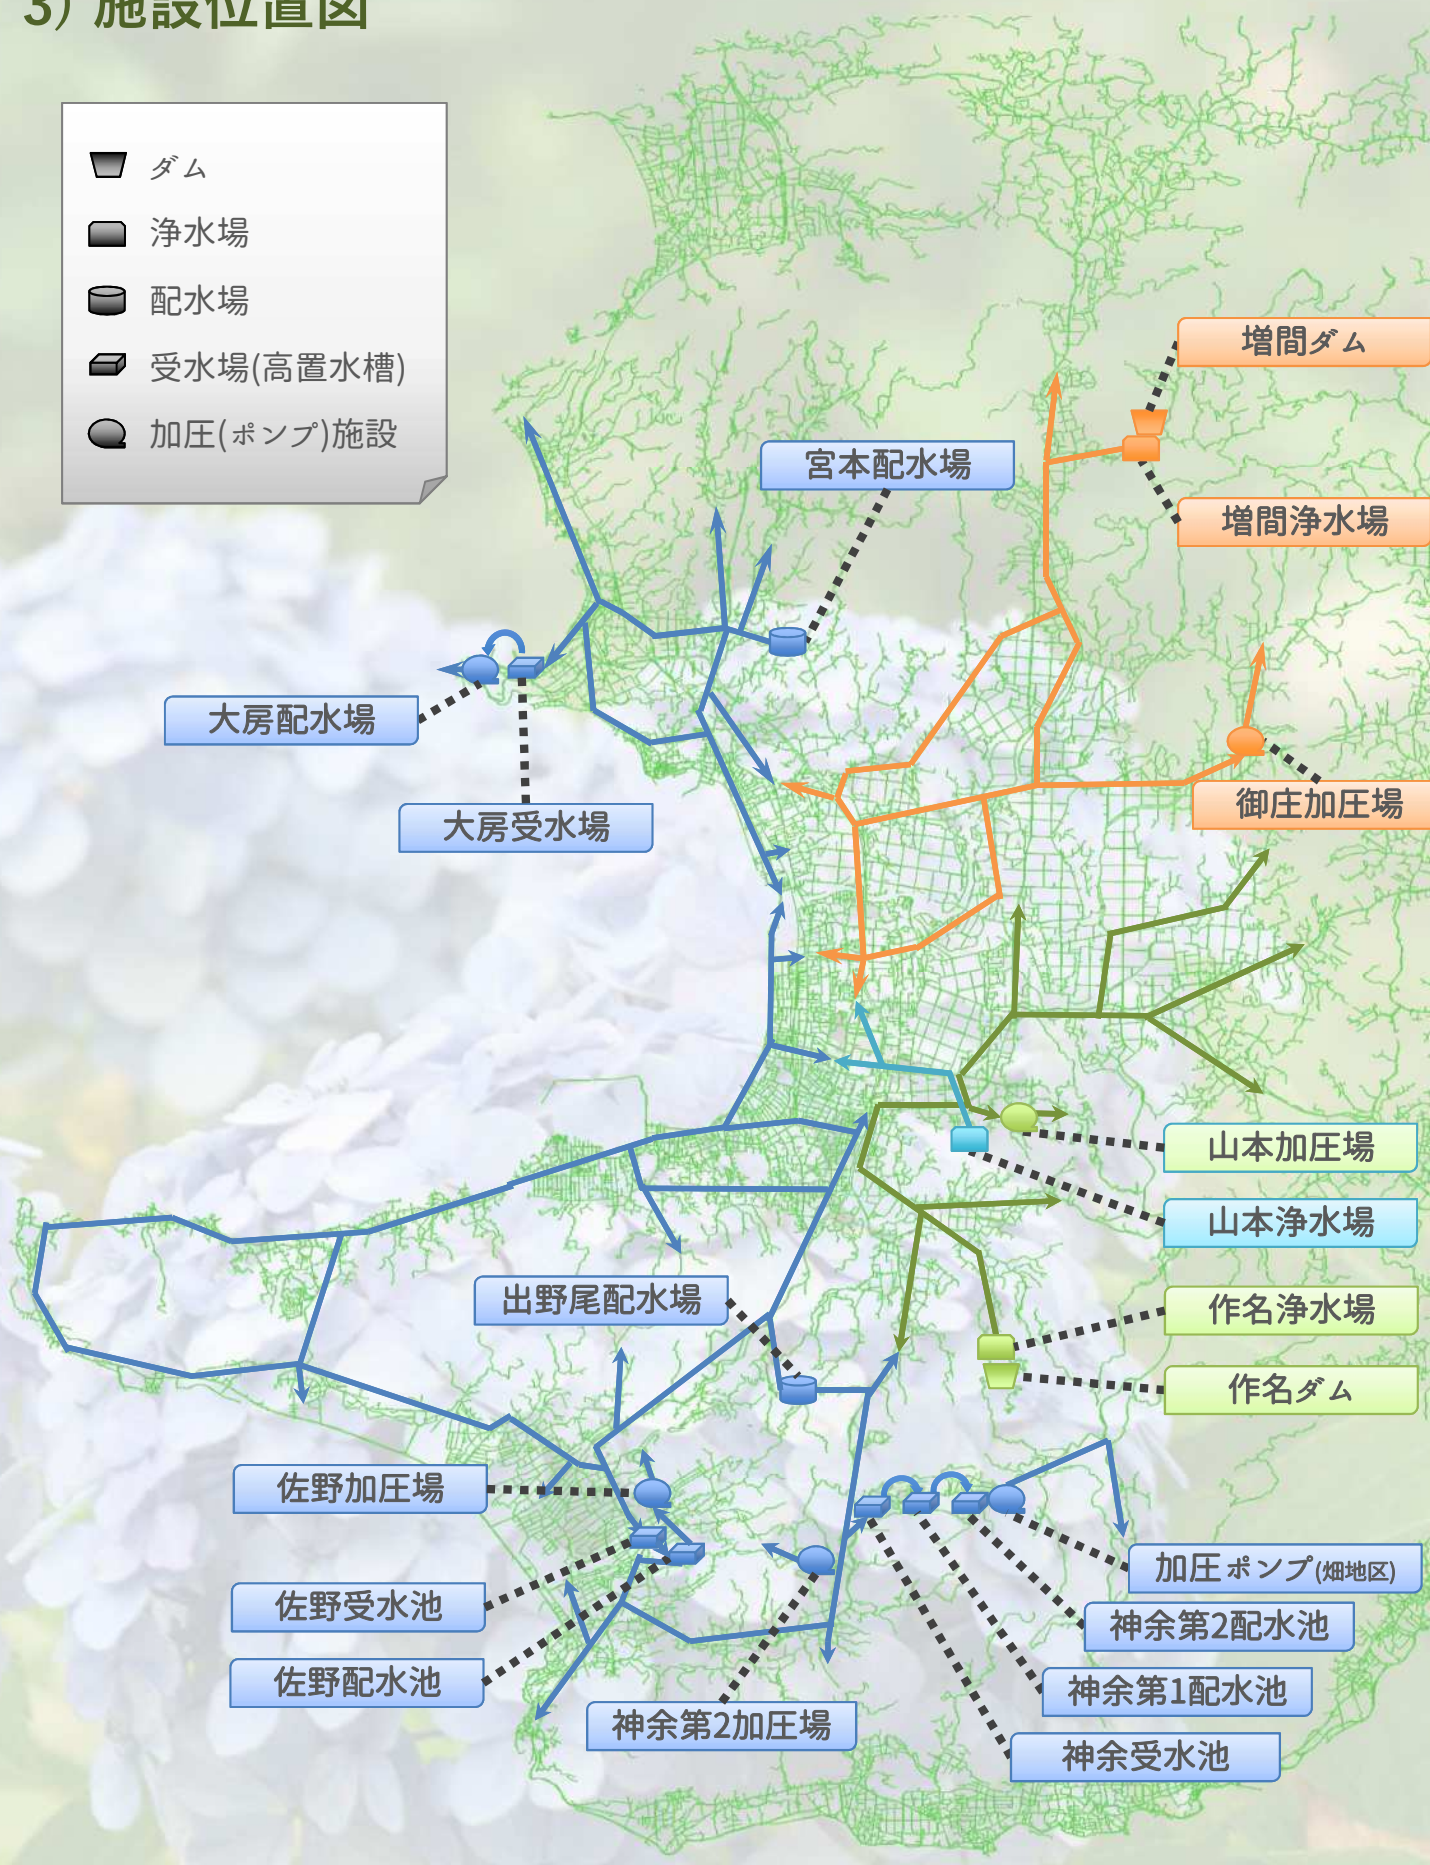 3）施設位置図
ダム
浄水場
配水場
受水場(高置水槽)
加圧(ポンプ)施設
増間ダム
宮本配水場
増間浄水場
大房配水場
大房受水場
御庄加圧場
山本加圧場
山本浄水場
出野尾配水場
作名浄水場
作名ダム
佐野加圧場
加圧ポンプ(畑地区)
佐野受水池
神余第2配水池
佐野配水池
神余第1配水池
神余第2加圧場
神余受水池